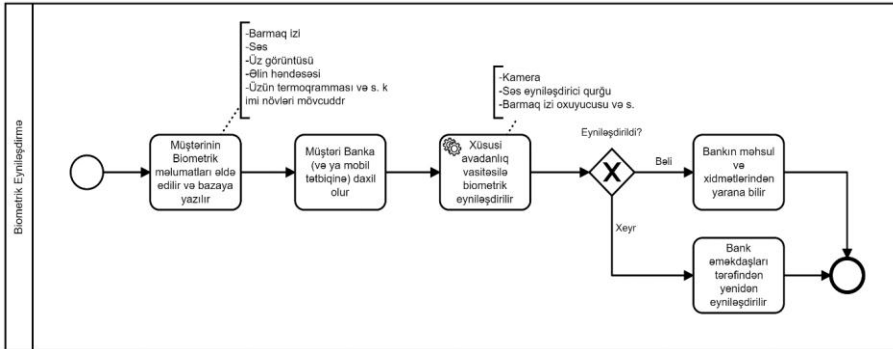 Biometrik Eyniləşdirmə
-Barmaq izi
-Səs
-Üz görüntüsü
-Əlin həndəsəsi
-Üzün termoqramması və s. k
imi növləri mövcuddr
-Kamera
-Səs eyniləşdirici qurğu
-Barmaq izi oxuyucusu və s.
Müştərinin
Biometrik
məlumatları əldə
edilir və bazaya
yazılır
Müştəri Banka
(və ya mobil
tətbiqinə) daxil
olur
Xüsusi
avadanlıq
vasitəsilə
biometrik
eyniləşdirilir
Eyniləşdirildi?
X
Bəli
Bankın məhsul
və
xidmətlərindən
yarana bilir
Xeyr
Bank
əməkdaşları
tərəfindən
yenidən
eyniləşdirilir